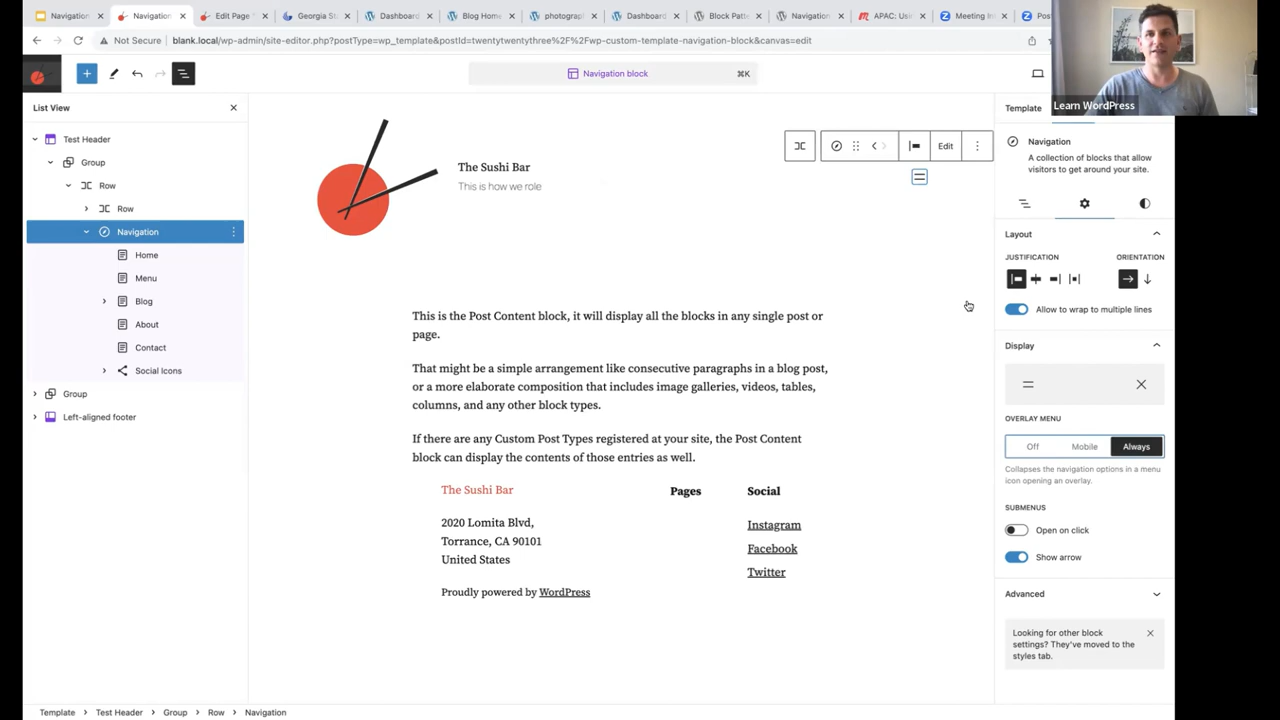 Navigation
Navigation
Edit Page
Georgia St
Dashboard
Blog Home
photograph
Dashboard
Block Patt
Navigation
APAC: Use
Meeting In
Pos
Not Secure
blank.local/wp-admin/site-editor.php?postType=wp_template&postId=twentytwentythree%2F%2Fwp-custom-template-navigation-block&canvas=edit
Navigation block
⌘K
Learn WordPress
List View
Test Header
Group
Row
Row
Navigation
Home
Menu
Blog
About
Contact
Social Icons
Group
Left-aligned footer
The Sushi Bar
This is how we role
Edit
This is the Post Content block, it will display all the blocks in any single post or
page.
That might be a simple arrangement like consecutive paragraphs in a blog post,
or a more elaborate composition that includes image galleries, videos, tables,
columns, and any other block types.
If there are any Custom Post Types registered at your site, the Post Content
block can display the contents of those entries as well.
The Sushi Bar
2020 Lomita Blvd,
Torrance, CA 90101
United States
Proudly powered by WordPress
Pages
Social
Instagram
Facebook
Twitter
Template
Navigation
A collection of blocks that allow
visitors to get around your site.
Layout
JUSTIFICATION
ORIENTATION
Allow to wrap to multiple lines
Display
OVERLAY MENU
Off
Mobile
Always
Collapses the navigation options in a menu
icon opening an overlay.
SUBMENUS
Open on click
Show arrow
Advanced
Looking for other block
settings? They've moved to the
styles tab.
Template
Test Header
Group
Row
Navigation